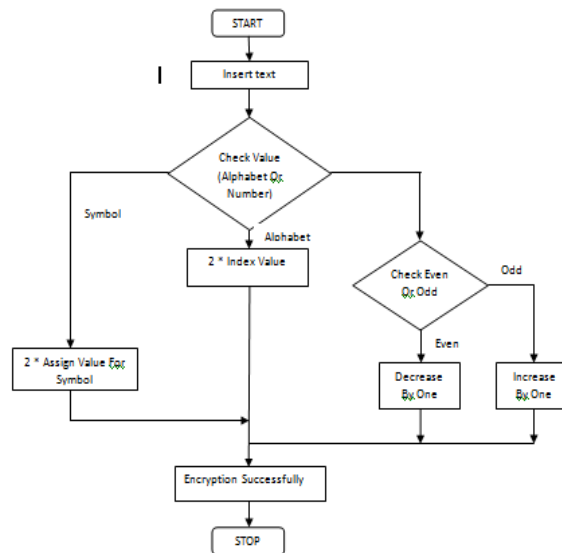 START
Insert text
Check Value
(Alphabet Or
Number)
Symbol
Alphabet
2 * Index Value
Check Even
Or Odd
Odd
Even
2 * Assign Value For
Symbol
Decrease
By One
Increase
By One
Encryption Successfully
STOP